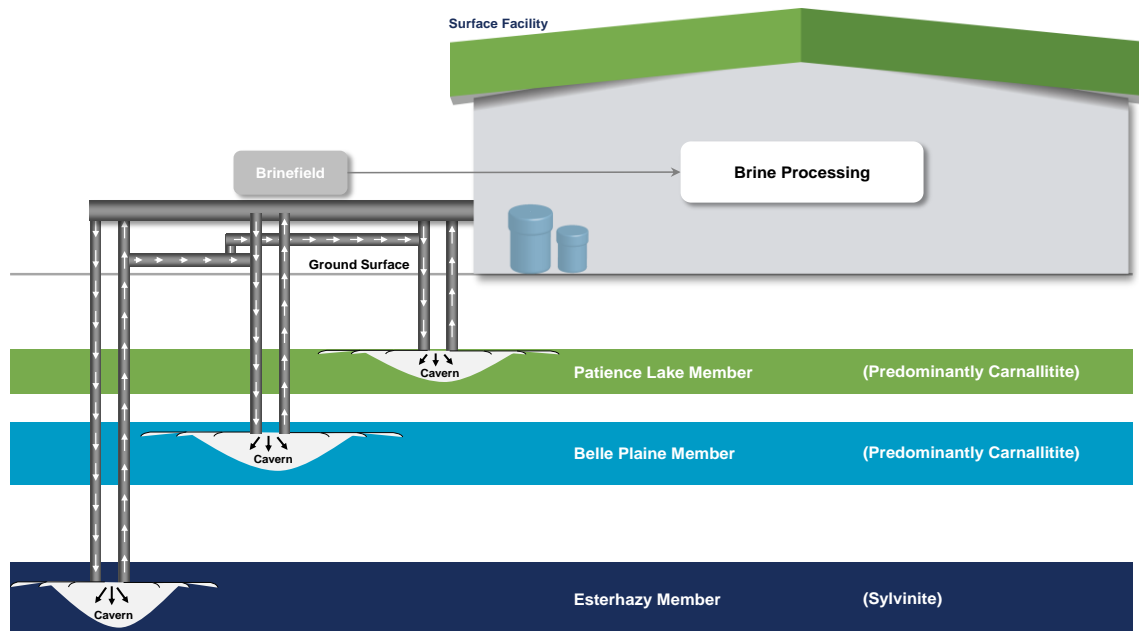 Surface Facility
Brinefield
Brine Processing
Ground Surface
Cavern
Patience Lake Member (Predominantly Carnallitite)
Cavern
Belle Plaine Member (Predominantly Carnallitite)
Esterhazy Member (Sylvinite)
Cavern